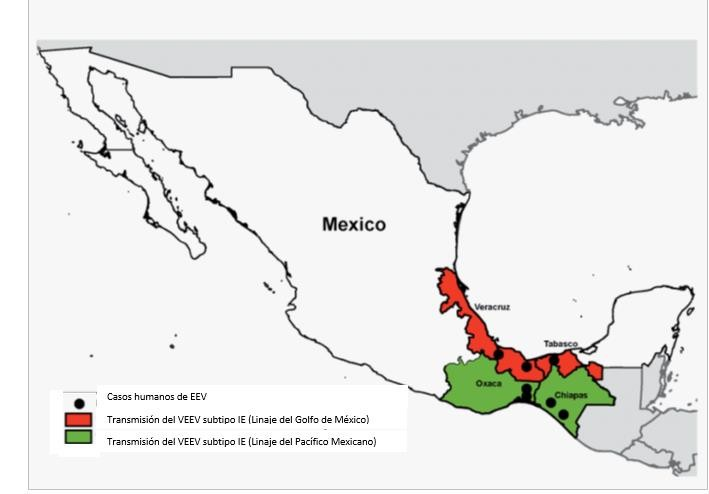 Mexico
Veracruz
Tabasco
Oaxaca
Chiapas
Casos humanos de EEV
Transmisión del VEEV subtipo IE (Linaje del Golfo de México)
Transmisión del VEEV subtipo IE (Linaje del Pacífico Mexicano)